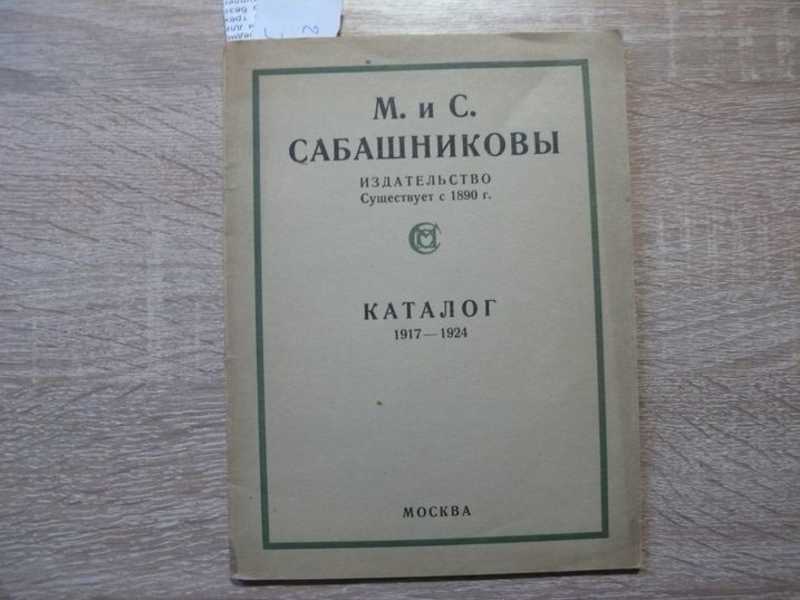 М. и С.
САБАШНИКОВЫ
ИЗДАТЕЛЬСТВО
Существует с 1890 г.
КАТАЛОГ
1917—1924
МОСКВА